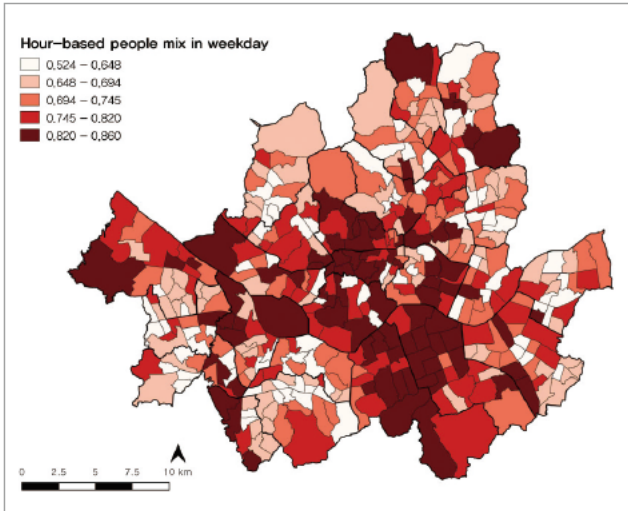 Hour-based people mix in weekday
0.524 - 0.648
0.648 - 0.694
0.694 - 0.745
0.745 - 0.820
0.820 - 0.860
0 2.5 5 7.5 10 km